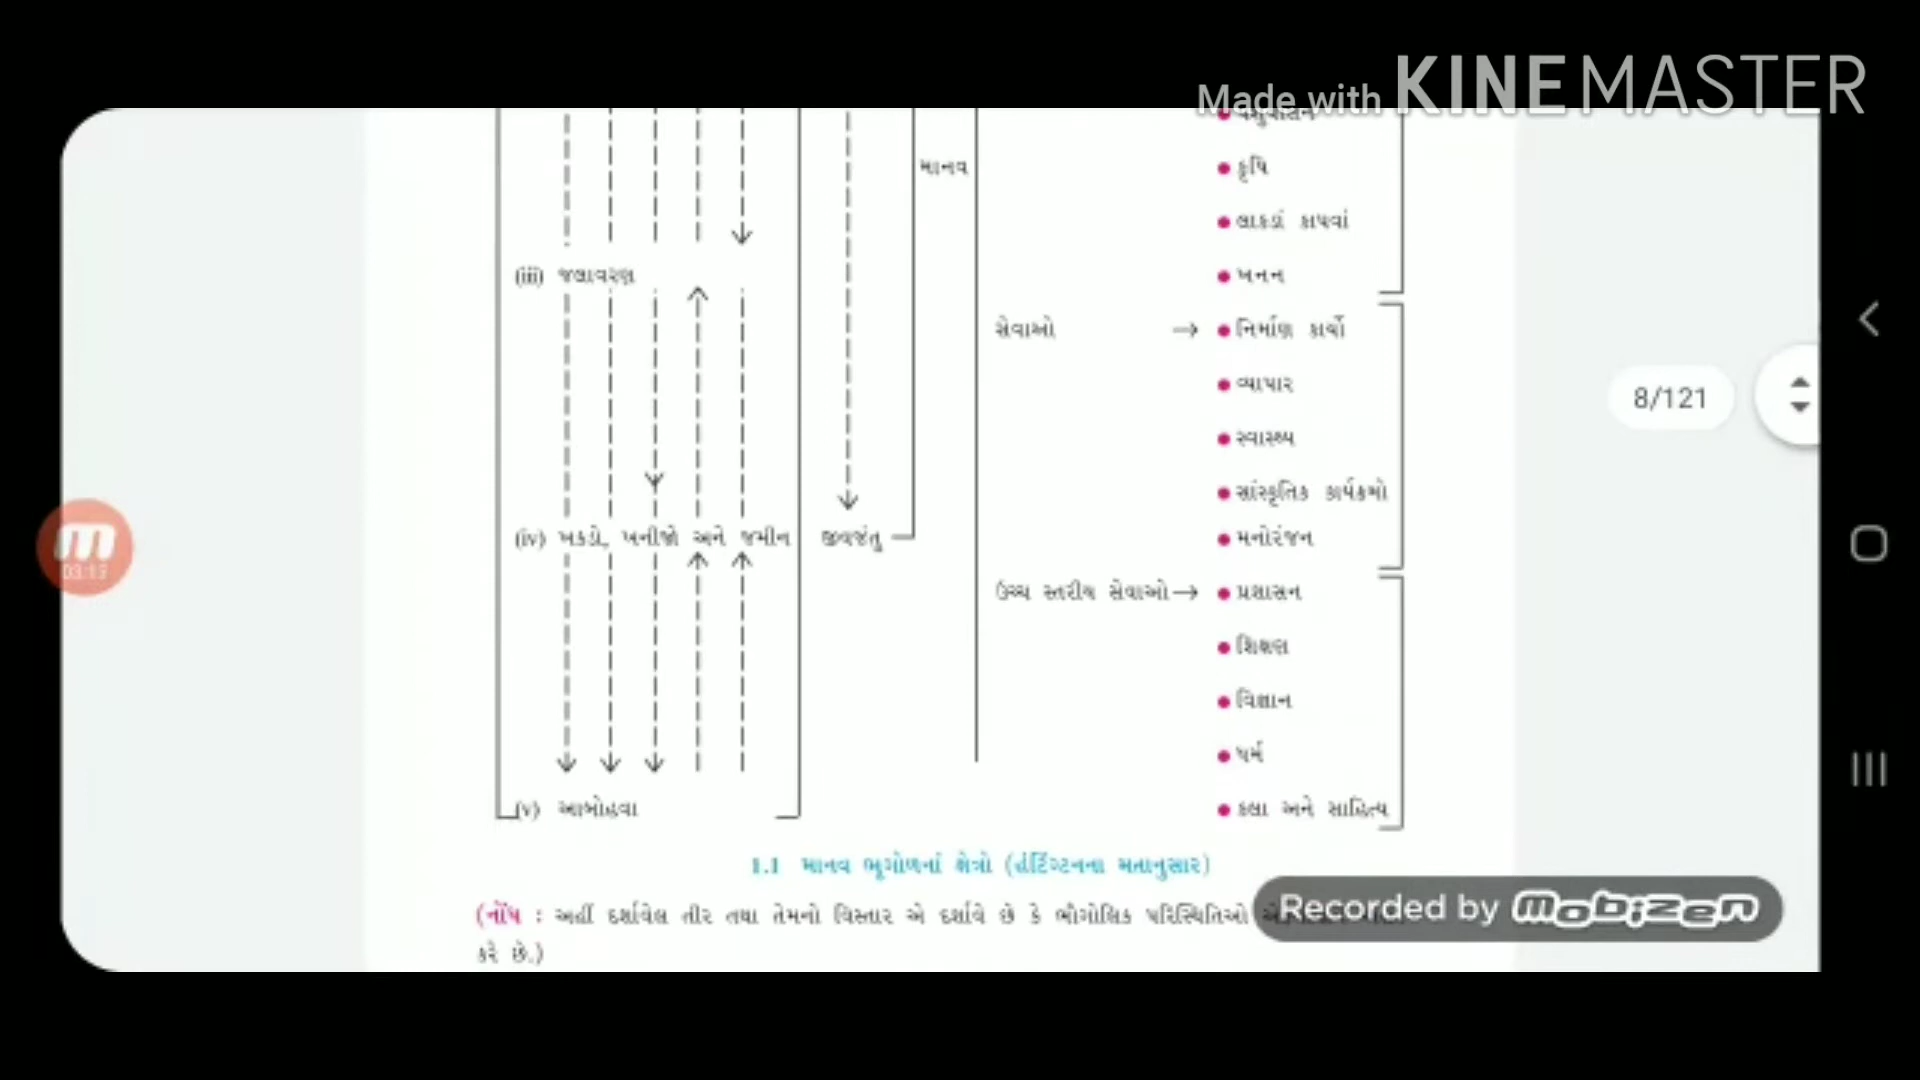 Made with KINEMASTER
માનવ
કૃષિ
લાકડાં કાપવાં
(iii) જલાવરણ
ખનન
સેવાઓ → નિર્માણ કાર્યો
વ્યાપાર
8/121
સ્વાસ્થ્ય
સાંસ્કૃતિક કાર્યક્રમો
(iv) ખડકો, ખનીજો અને જમીન જીવજંતુ
મનોરંજન
03:13
ઉચ્ચ સ્તરીય સેવાઓ → પ્રશાસન
શિક્ષણ
વિજ્ઞાન
ધર્મ
(v) આબોહવા
કલા અને સાહિત્ય
1.1 માનવ ભૂગોળનાં ક્ષેત્રો (હંટિંગ્ટનના મતાનુસાર)
(નોંધ : અહીં દર્શાવેલ તીર તથા તેમનો વિસ્તાર એ દર્શાવે છે કે ભૌગોલિક પરિસ્થિતિઓ
કરે છે.)
Recorded by mobizen